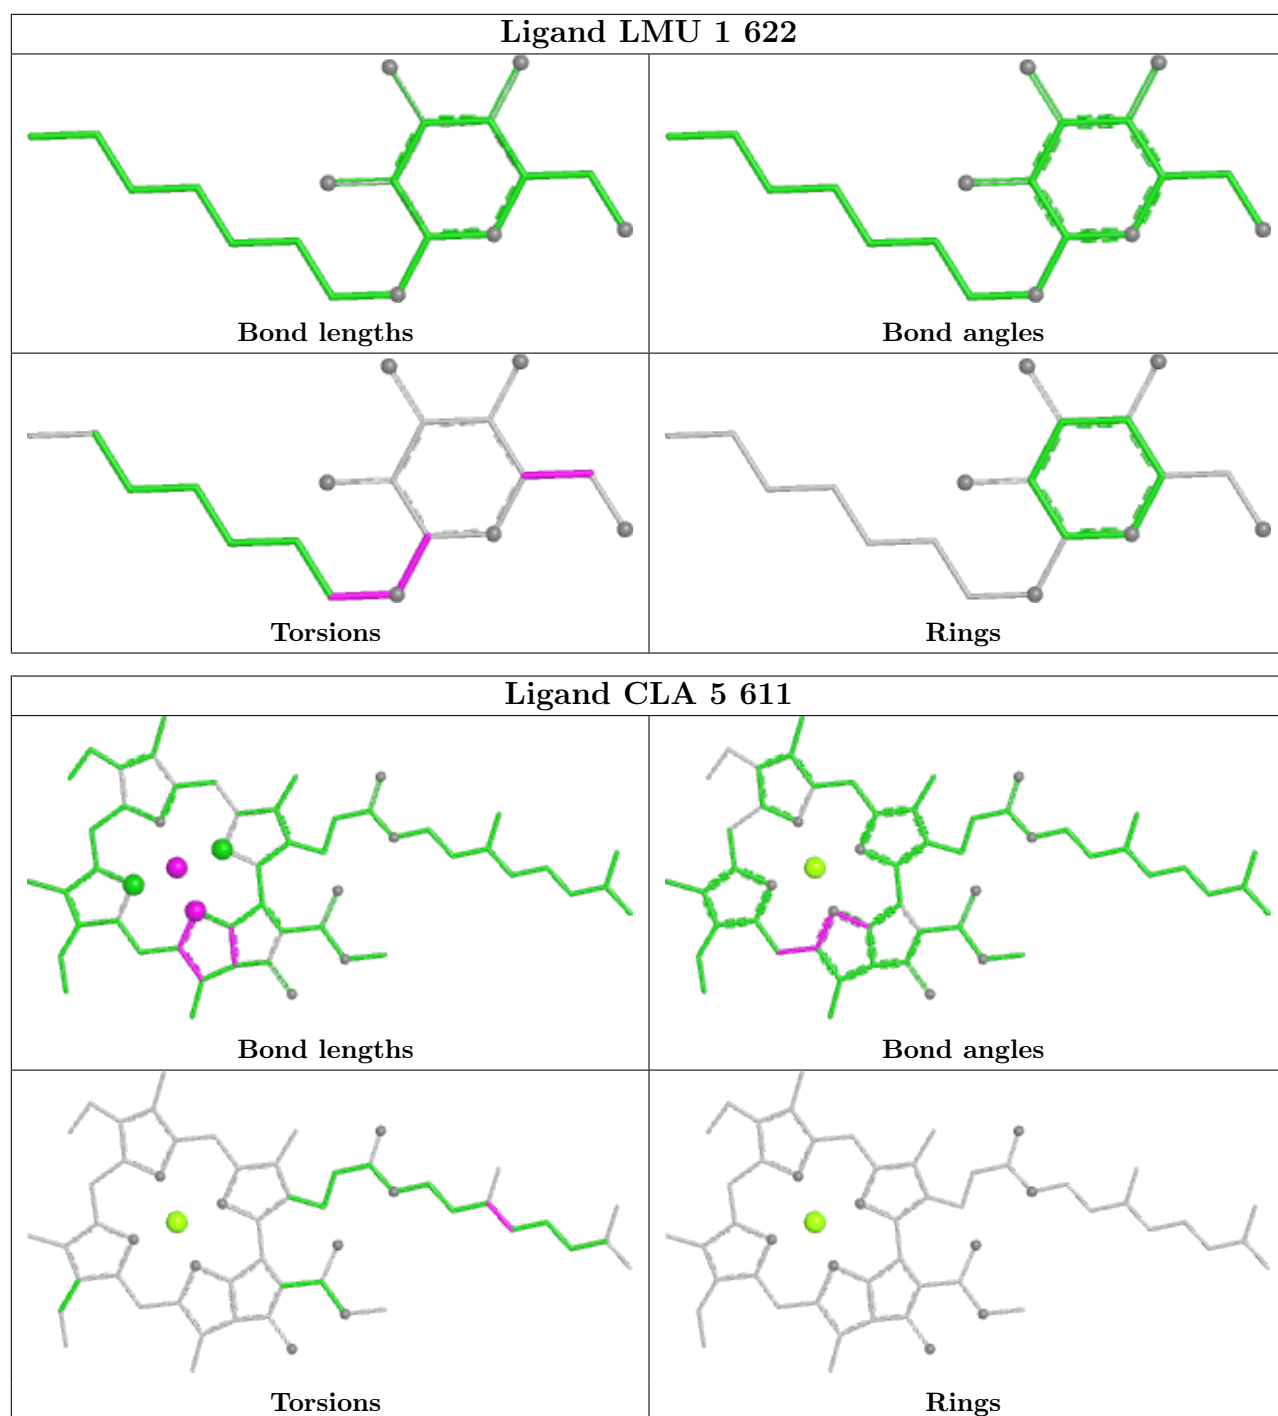 Ligand LMU 1 622
Bond lengths
Bond angles
Torsions
Rings
Ligand CLA 5 611
Bond lengths
Bond angles
Torsions
Rings